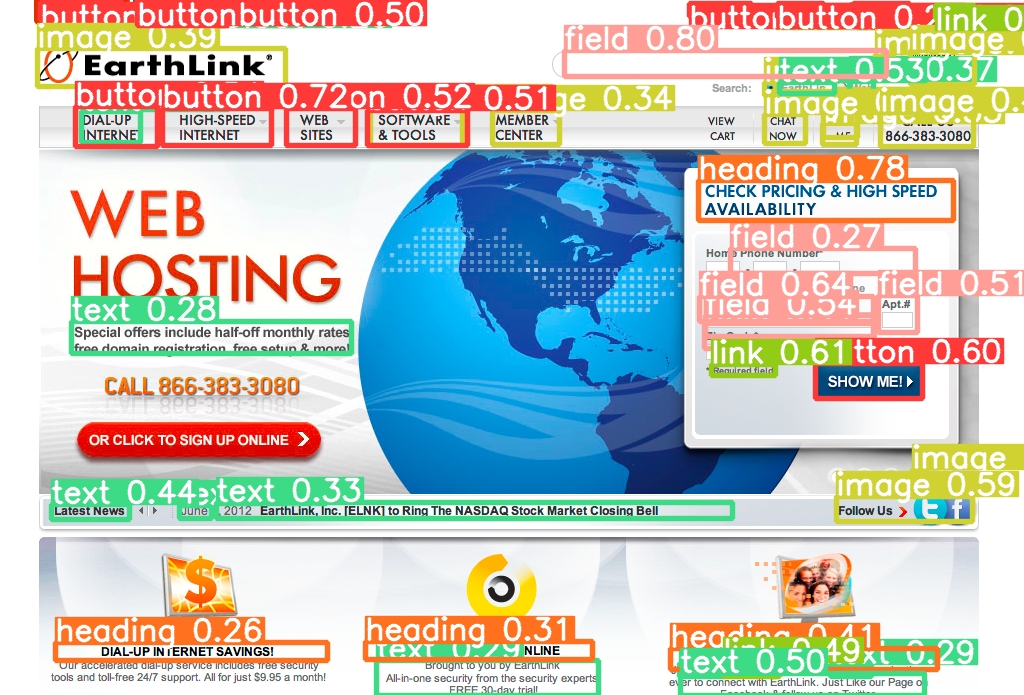 button 0.50
button 0.2
link 0
image 0.39
field 0.80
image
text 0.53
0.37
EarthLink®
Search:
button 0.72
on 0.52
0.51
ge 0.34
image
image 0.
DIAL-UP INTERNET
HIGH-SPEED INTERNET
WEB SITES
SOFTWARE & TOOLS
MEMBER CENTER
VIEW CART
CHAT NOW
ME
866-383-3080
heading 0.78
CHECK PRICING & HIGH SPEED
AVAILABILITY
WEB
HOSTING
field 0.27
Home Phone Number*
field 0.64
field 0.51
field 0.54
Apt.#
text 0.28
Special offers include half-off monthly rates
free domain registration, free setup & more!
link 0.61
tton 0.60
* Required field
SHOW ME!
CALL 866-383-3080
OR CLICK TO SIGN UP ONLINE
image
text 0.44
text 0.33
image 0.59
Latest News
June
2012
EarthLink, Inc. [ELNK] to Ring The NASDAQ Stock Market Closing Bell
Follow Us
heading 0.26
heading 0.31
heading 0.41
text 0.29
49
xt 0.29
DIAL-UP INTERNET SAVINGS!
NLINE
text 0.50
Our accelerated dial-up service includes free security
tools and toll-free 24/7 support. All for just $9.95 a month!
Brought to you by EarthLink
All-in-one security from the security experts
FREE 30-day trial!
ever to connect with EarthLink. Just Like our Page o
Facebook & follow us on Twitter